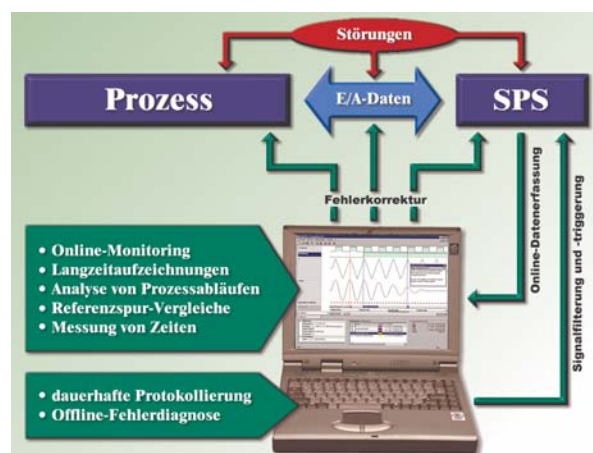 Störungen
Prozess
E/A-Daten
SPS
Fehlerkorrektur
Online-Datenerfassung
Signalfilterung und -triggerung
• Online-Monitoring
• Langzeitaufzeichnungen
• Analyse von Prozessabläufen
• Referenzspur-Vergleiche
• Messung von Zeiten
• dauerhafte Protokollierung
• Offline-Fehlerdiagnose